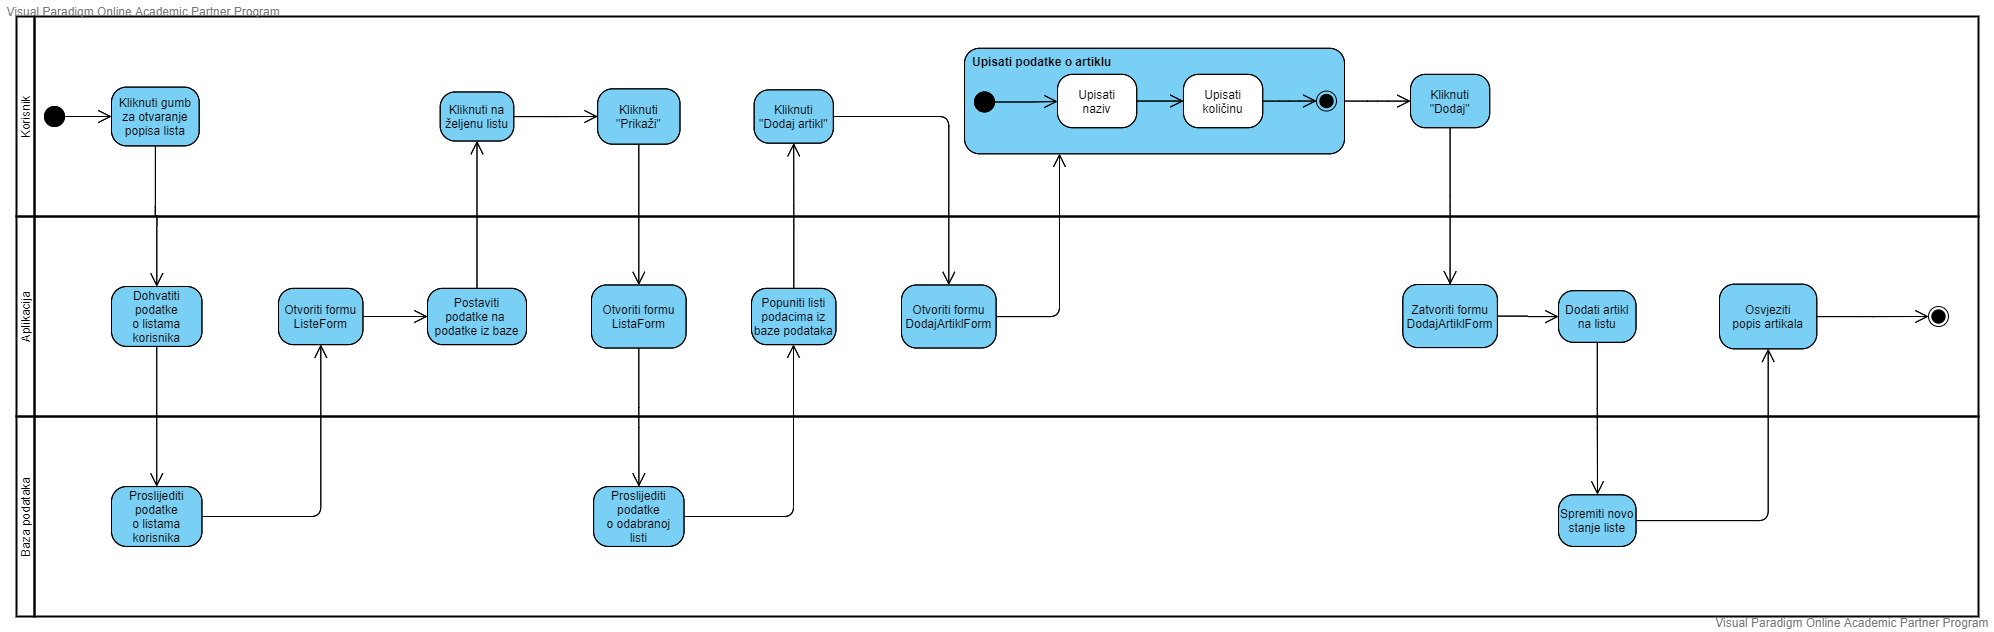 Visual Paradigm Online Academic Partner Program
Korisnik
Kliknuti gumb
za otvaranje
popisa lista
Kliknuti na
željenu listu
Kliknuti
"Prikaži"
Kliknuti
"Dodaj artikl"
Upisati podatke o artiklu
Upisati
naziv
Upisati
količinu
Kliknuti
"Dodaj"
Aplikacija
Dohvatiti
podatke
o listama
korisnika
Otvoriti formu
ListeForm
Postaviti
podatke na
podatke iz baze
Otvoriti formu
ListaForm
Popuniti listi
podacima iz
baze podataka
Otvoriti formu
DodajArtiklForm
Zatvoriti formu
DodajArtiklForm
Dodati artikl
na listu
Osvjeziti
popis artikala
Baza podataka
Proslijediti
podatke
o listama
korisnika
Proslijediti
podatke
o odabranoj
listi
Spremiti novo
stanje liste
Visual Paradigm Online Academic Partner Program